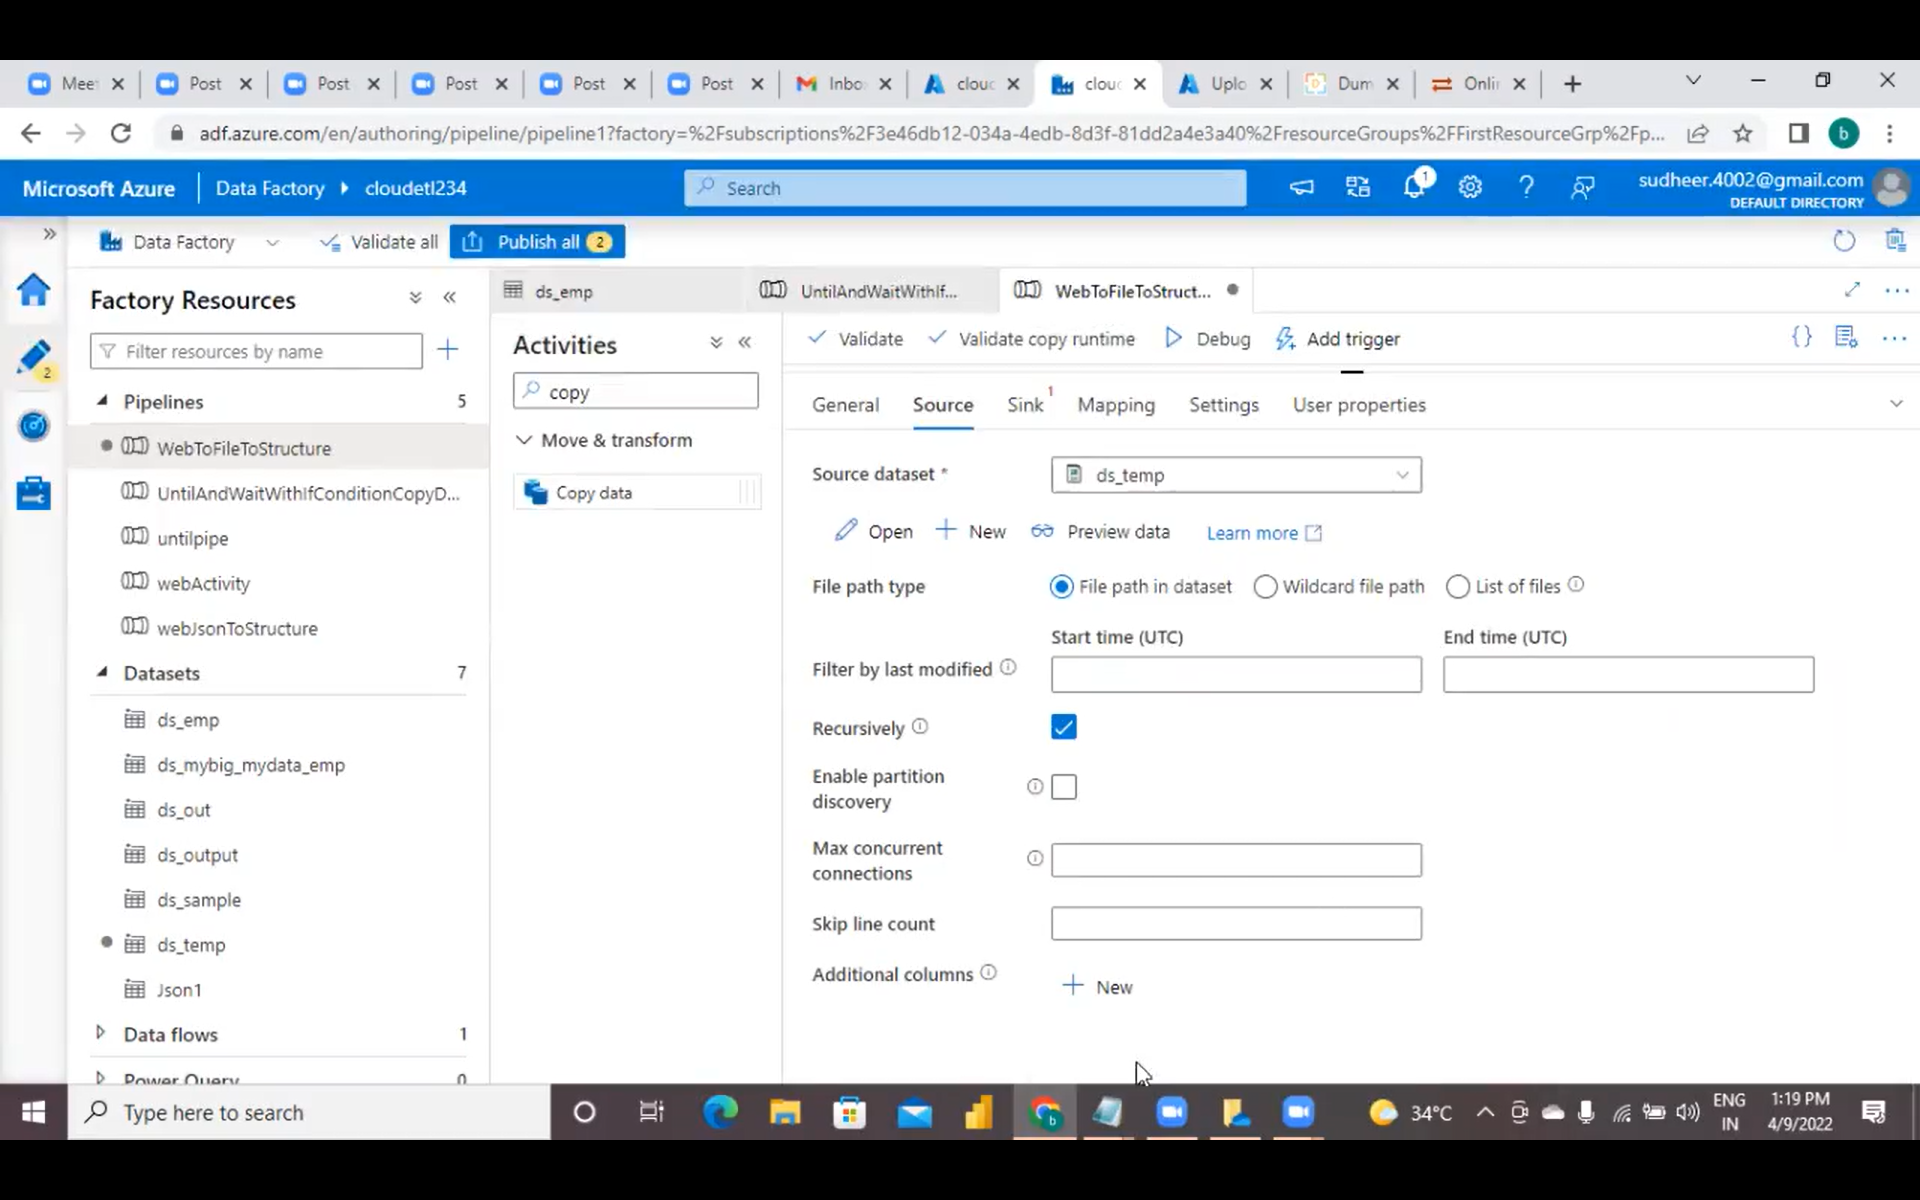 Mee Post Post Post Post Post Inbo clou clou Uplo Dum Onli
adf.azure.com/en/authoring/pipeline/pipeline1?factory=%2Fsubscriptions%2F3e46db12-034a-4edb-8d3f-81dd2a4e3a40%2FresourceGroups%2FFirstResourceGrp%2Fp...
b
Microsoft Azure
Data Factory
cloudetl234
Search
1
sudheer.4002@gmail.com
DEFAULT DIRECTORY
Data Factory
Validate all
Publish all 2
2
Factory Resources
Filter resources by name
Pipelines 5
WebToFileToStructure
UntilAndWaitWithIfConditionCopyD...
untilpipe
webActivity
webJsonToStructure
Datasets 7
ds_emp
ds_mybig_mydata_emp
ds_out
ds_output
ds_sample
ds_temp
Json1
Data flows 1
Power Query 0
ds_emp
UntilAndWaitWithIf...
WebToFileToStruct...
Activities
copy
Move & transform
Copy data
Validate
Validate copy runtime
Debug
Add trigger
General
Source
Sink 1
Mapping
Settings
User properties
Source dataset *
ds_temp
Open
New
Preview data
Learn more
File path type
File path in dataset
Wildcard file path
List of files
Start time (UTC)
End time (UTC)
Filter by last modified
Recursively
Enable partition
discovery
Max concurrent
connections
Skip line count
Additional columns
New
Type here to search
b
34°C
ENG
IN
1:19 PM
4/9/2022